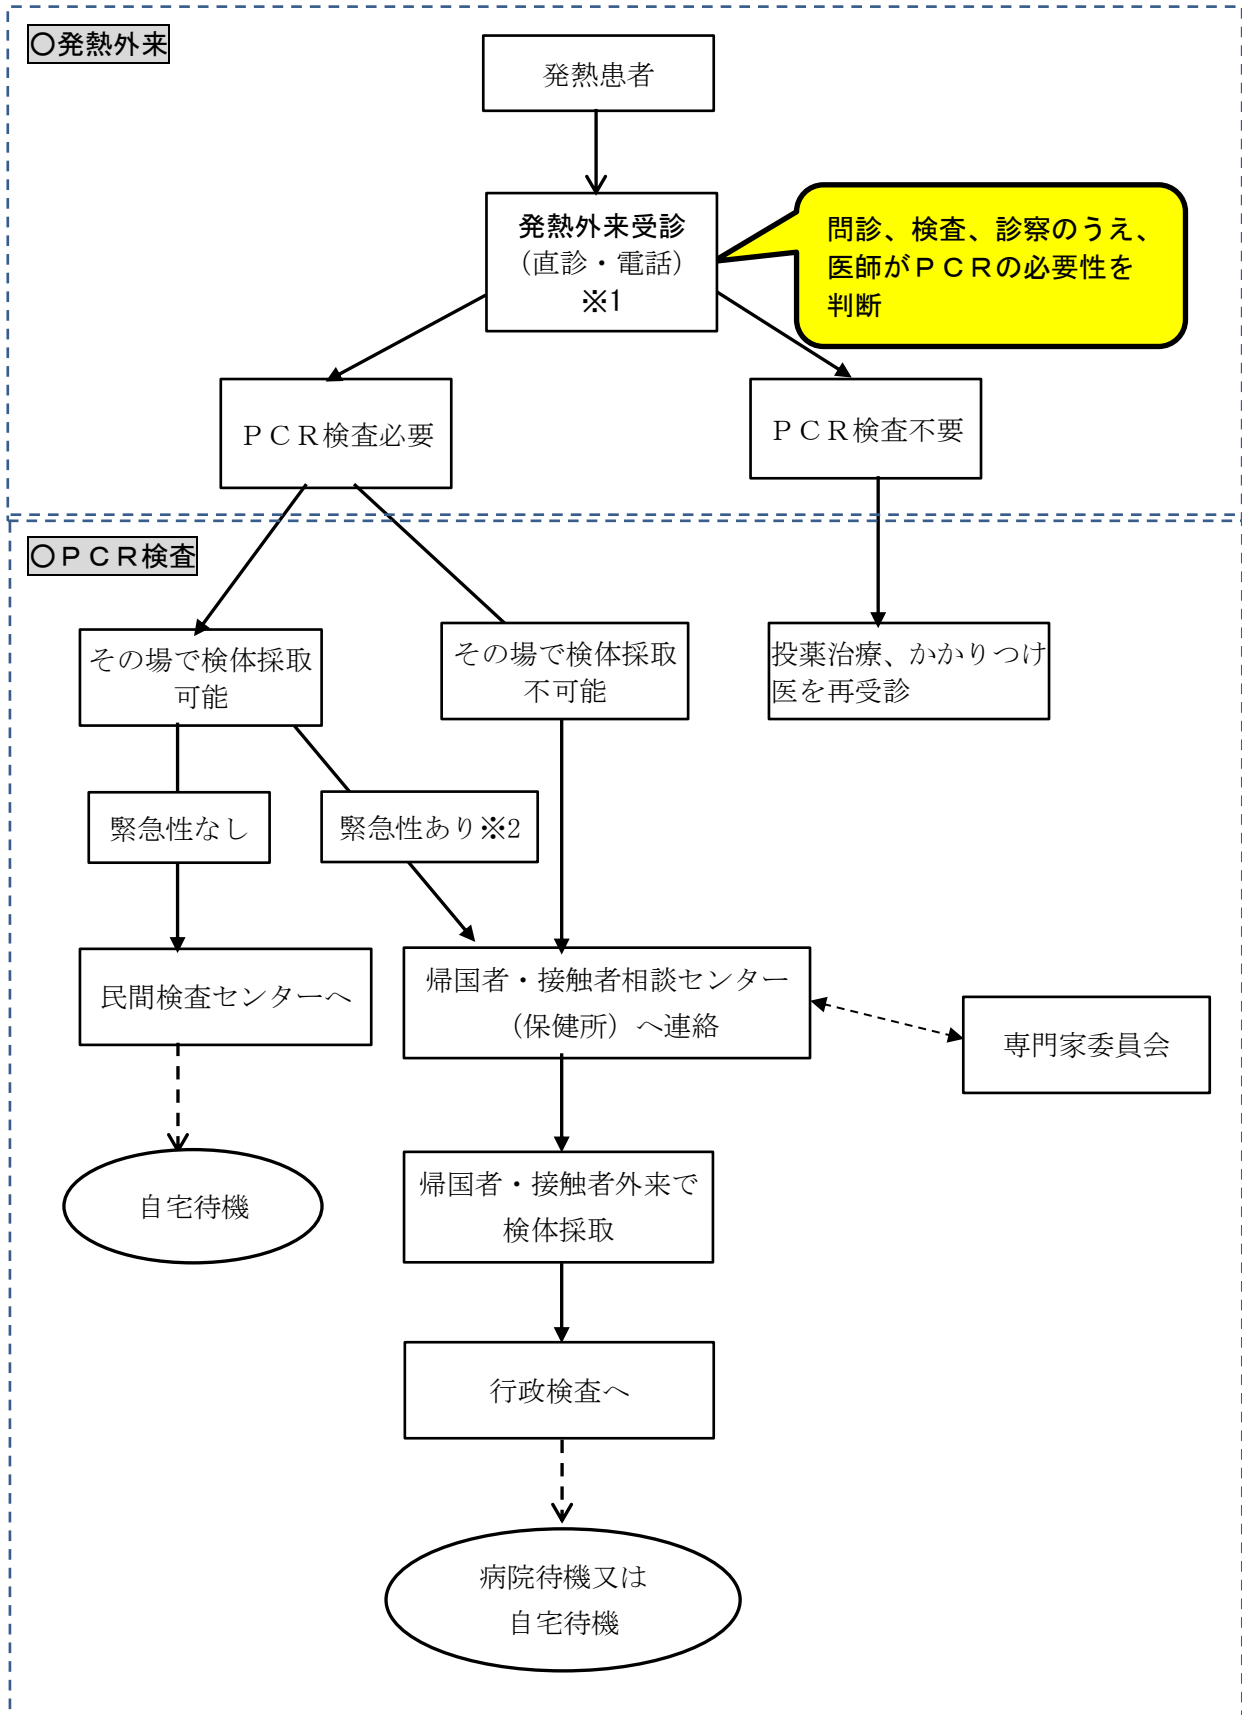 〇発熱外来
発熱患者
発熱外来受診
（直診・電話）
※1
問診、検査、診察のうえ、
医師がＰＣＲの必要性を
判断
ＰＣＲ検査必要
ＰＣＲ検査不要
〇ＰＣＲ検査
その場で検体採取
可能
その場で検体採取
不可能
投薬治療、かかりつけ
医を再受診
緊急性なし
緊急性あり※2
民間検査センターへ
帰国者・接触者相談センター
（保健所）へ連絡
専門家委員会
自宅待機
帰国者・接触者外来で
検体採取
行政検査へ
病院待機又は
自宅待機